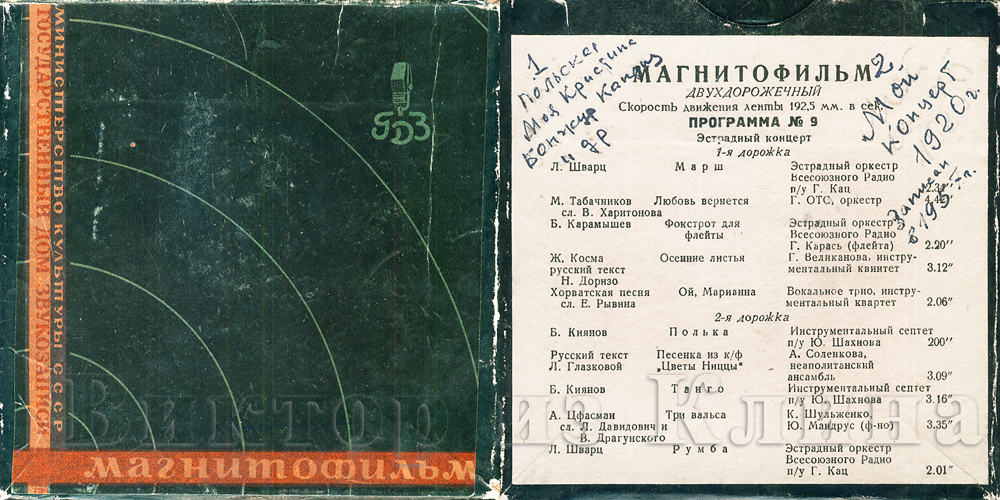 МИНИСТЕРСТВО КУЛЬТУРЫ СССР
ГОСУДАРСТВЕННЫЙ ДОМ ЗВУКОЗАПИСИ
ГДЗ
магнитофильм
1
Польская
Моя Кристина
Бонжур
и др
2.
Мой
концерт
1920 г.
Записан
МАГНИТОФИЛЬМ
ДВУХДОРОЖЕЧНЫЙ
Скорость движения ленты 192,5 мм. в сек.
ПРОГРАММА № 9
Эстрадный концерт
1-я дорожка
Л. Шварц Марш Эстрадный оркестр
Всесоюзного Радио
п/у Г. Кац
М. Табачников Любовь вернется Г. ОТС, оркестр
сл. В. Харитонова
Б. Карамышев Фокстрот для Эстрадный оркестр
флейты Всесоюзного Радио
Г. Карась (флейта) 2.20″
Ж. Косма Осенние листья Г. Великанова, инстру-
русский текст ментальный квинтет 3.12″
Н. Доризо
Хорватская песня Ой, Марианна Вокальное трио, инстру-
сл. Е. Рывина ментальный квартет 2.06″
2-я дорожка
Б. Киянов Полька Инструментальный септет
п/у Ю. Шахнова 200″
Русский текст Песенка из к/ф А. Соленкова,
Л. Глазковой „Цветы Ниццы" неаполитанский
ансамбль 3.09″
Б. Киянов Танго Инструментальный септет
п/у Ю. Шахнова 3.16″
А. Цфасман Три вальса К. Шульженко,
сл. Л. Давидович и Ю. Мандрус (ф-но) 3.35″
В. Драгунского
Л. Шварц Румба Эстрадный оркестр
Всесоюзного Радио
п/у Г. Кац 2.01″
Виктор из Клина